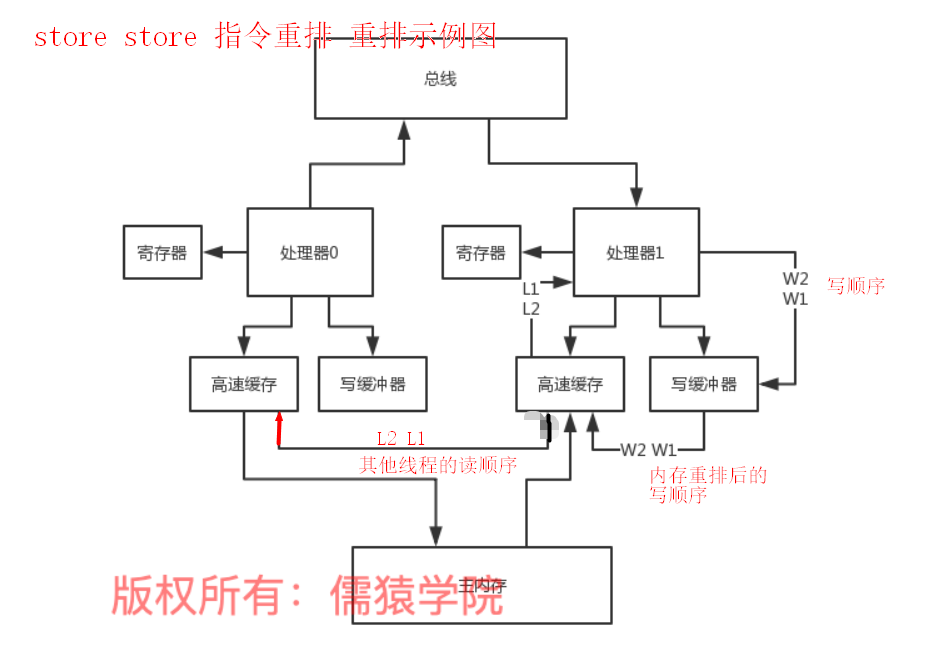 store store 指令重排 重排示例图
总线
寄存器
处理器0
寄存器
处理器1
W2
W1
写顺序
L1
L2
高速缓存
写缓冲器
高速缓存
写缓冲器
L2 L1
其他线程的读顺序
W2 W1
内存重排后的
写顺序
主内存
版权所有：儒猿学院